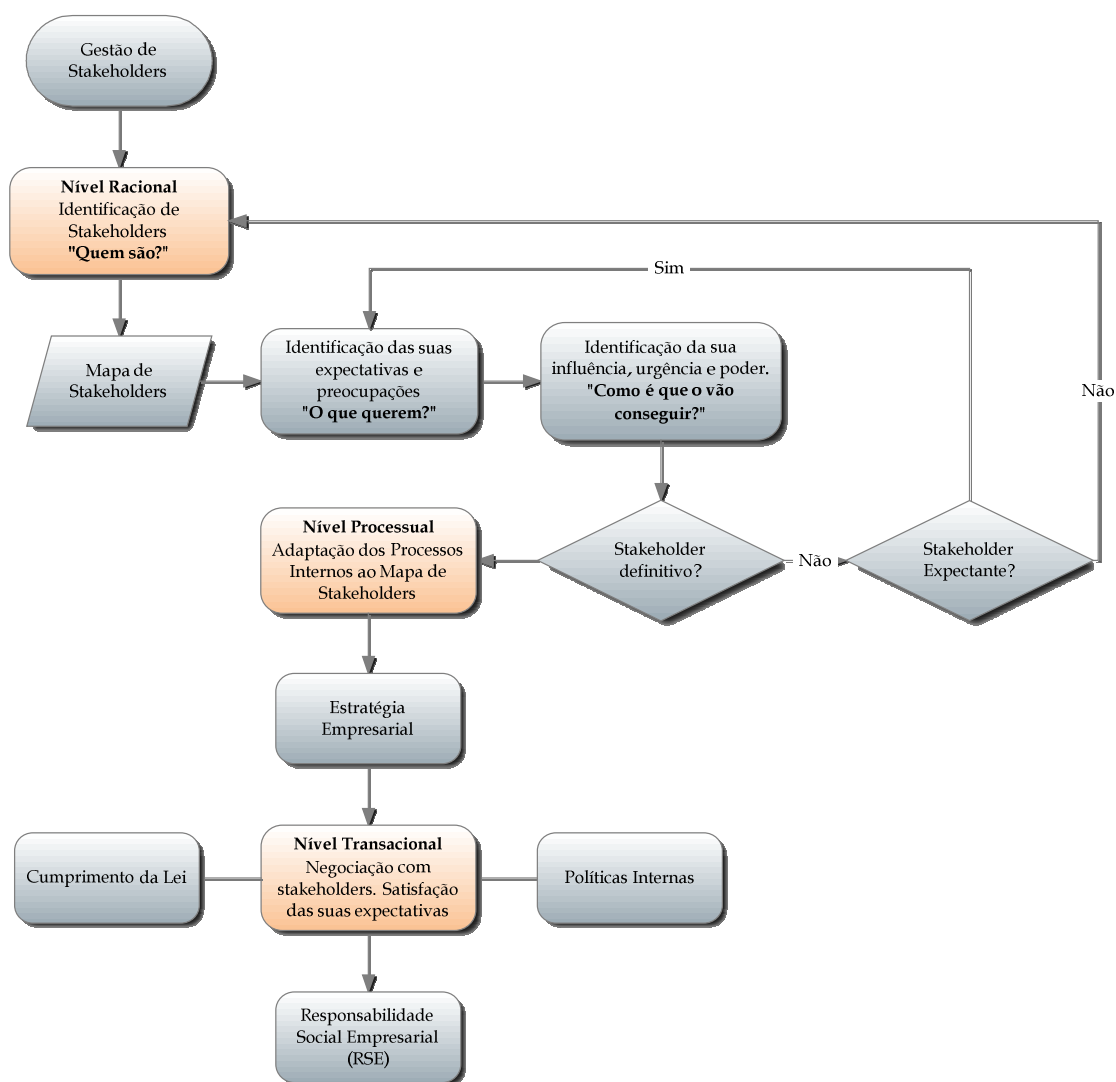 Gestão de
Stakeholders
Nível Racional
Identificação de
Stakeholders
"Quem são?"
Sim
Mapa de
Stakeholders
Identificação das suas
expectativas e
preocupações
"O que querem?"
Identificação da sua
influência, urgência e poder.
"Como é que o vão
conseguir?"
Não
Nível Processual
Adaptação dos Processos
Internos ao Mapa de
Stakeholders
Stakeholder
definitivo?
Não
Stakeholder
Expectante?
Estratégia
Empresarial
Cumprimento da Lei
Nível Transacional
Negociação com
stakeholders. Satisfação
das suas expectativas
Políticas Internas
Responsabilidade
Social Empresarial
(RSE)